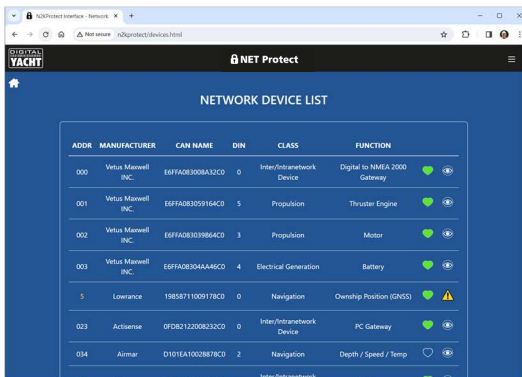 N2KProtect Interface - Network
Not secure n2kprotect/devices.html
DIGITAL
YACHT
NET Protect
NETWORK DEVICE LIST
ADDR MANUFACTURER CAN NAME DIN CLASS FUNCTION
000 Vetus Maxwell INC. E6FFA083008A32C0 0 Inter/Intranetwork Device Digital to NMEA 2000 Gateway
001 Vetus Maxwell INC. E6FFA083059164C0 5 Propulsion Thruster Engine
002 Vetus Maxwell INC. E6FFA083039B64C0 3 Propulsion Motor
003 Vetus Maxwell INC. E6FFA08304AA46C0 4 Electrical Generation Battery
5 Lowrance 19858711009178C0 0 Navigation Ownship Position (GNSS)
023 Actisense 0FDB2122008232C0 0 Inter/Intranetwork Device PC Gateway
034 Airmar D101EA10028878C0 2 Navigation Depth / Speed / Temp